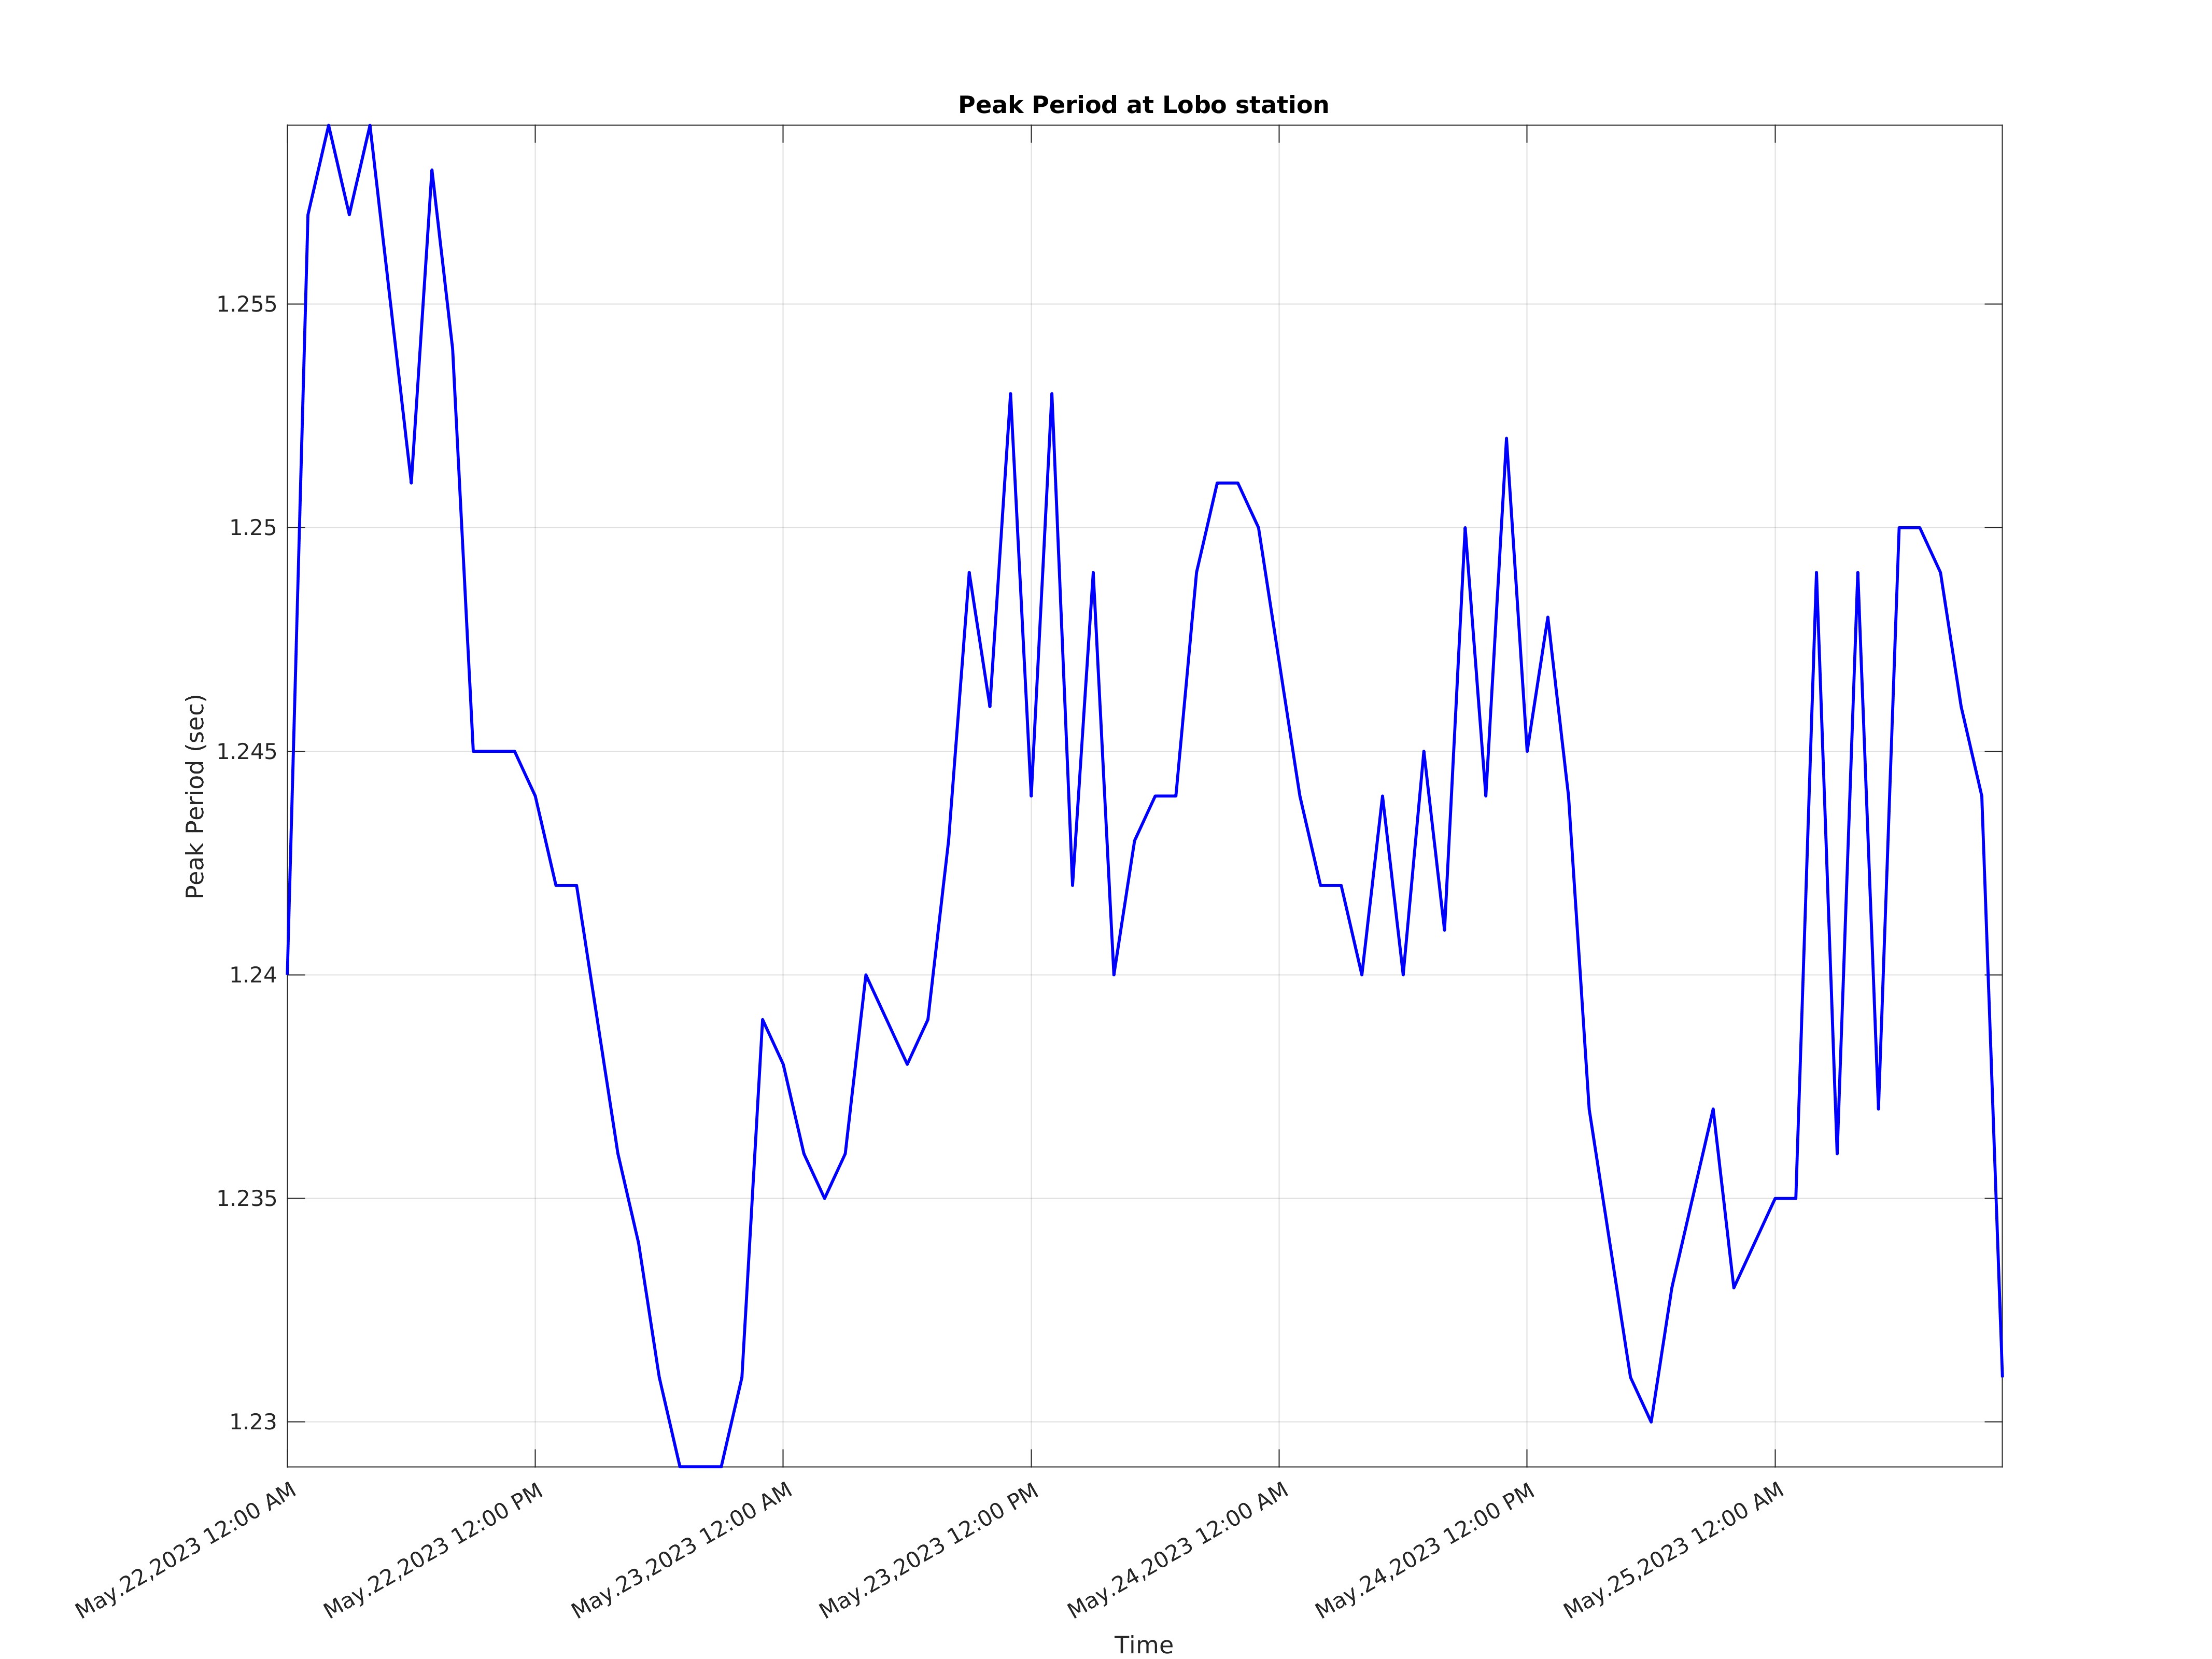 Peak Period at Lobo station
Peak Period (sec)
1.255
1.25
1.245
1.24
1.235
1.23
May.22,2023 12:00 AM
May.22,2023 12:00 PM
May.23,2023 12:00 AM
May.23,2023 12:00 PM
May.24,2023 12:00 AM
May.24,2023 12:00 PM
May.25,2023 12:00 AM
Time